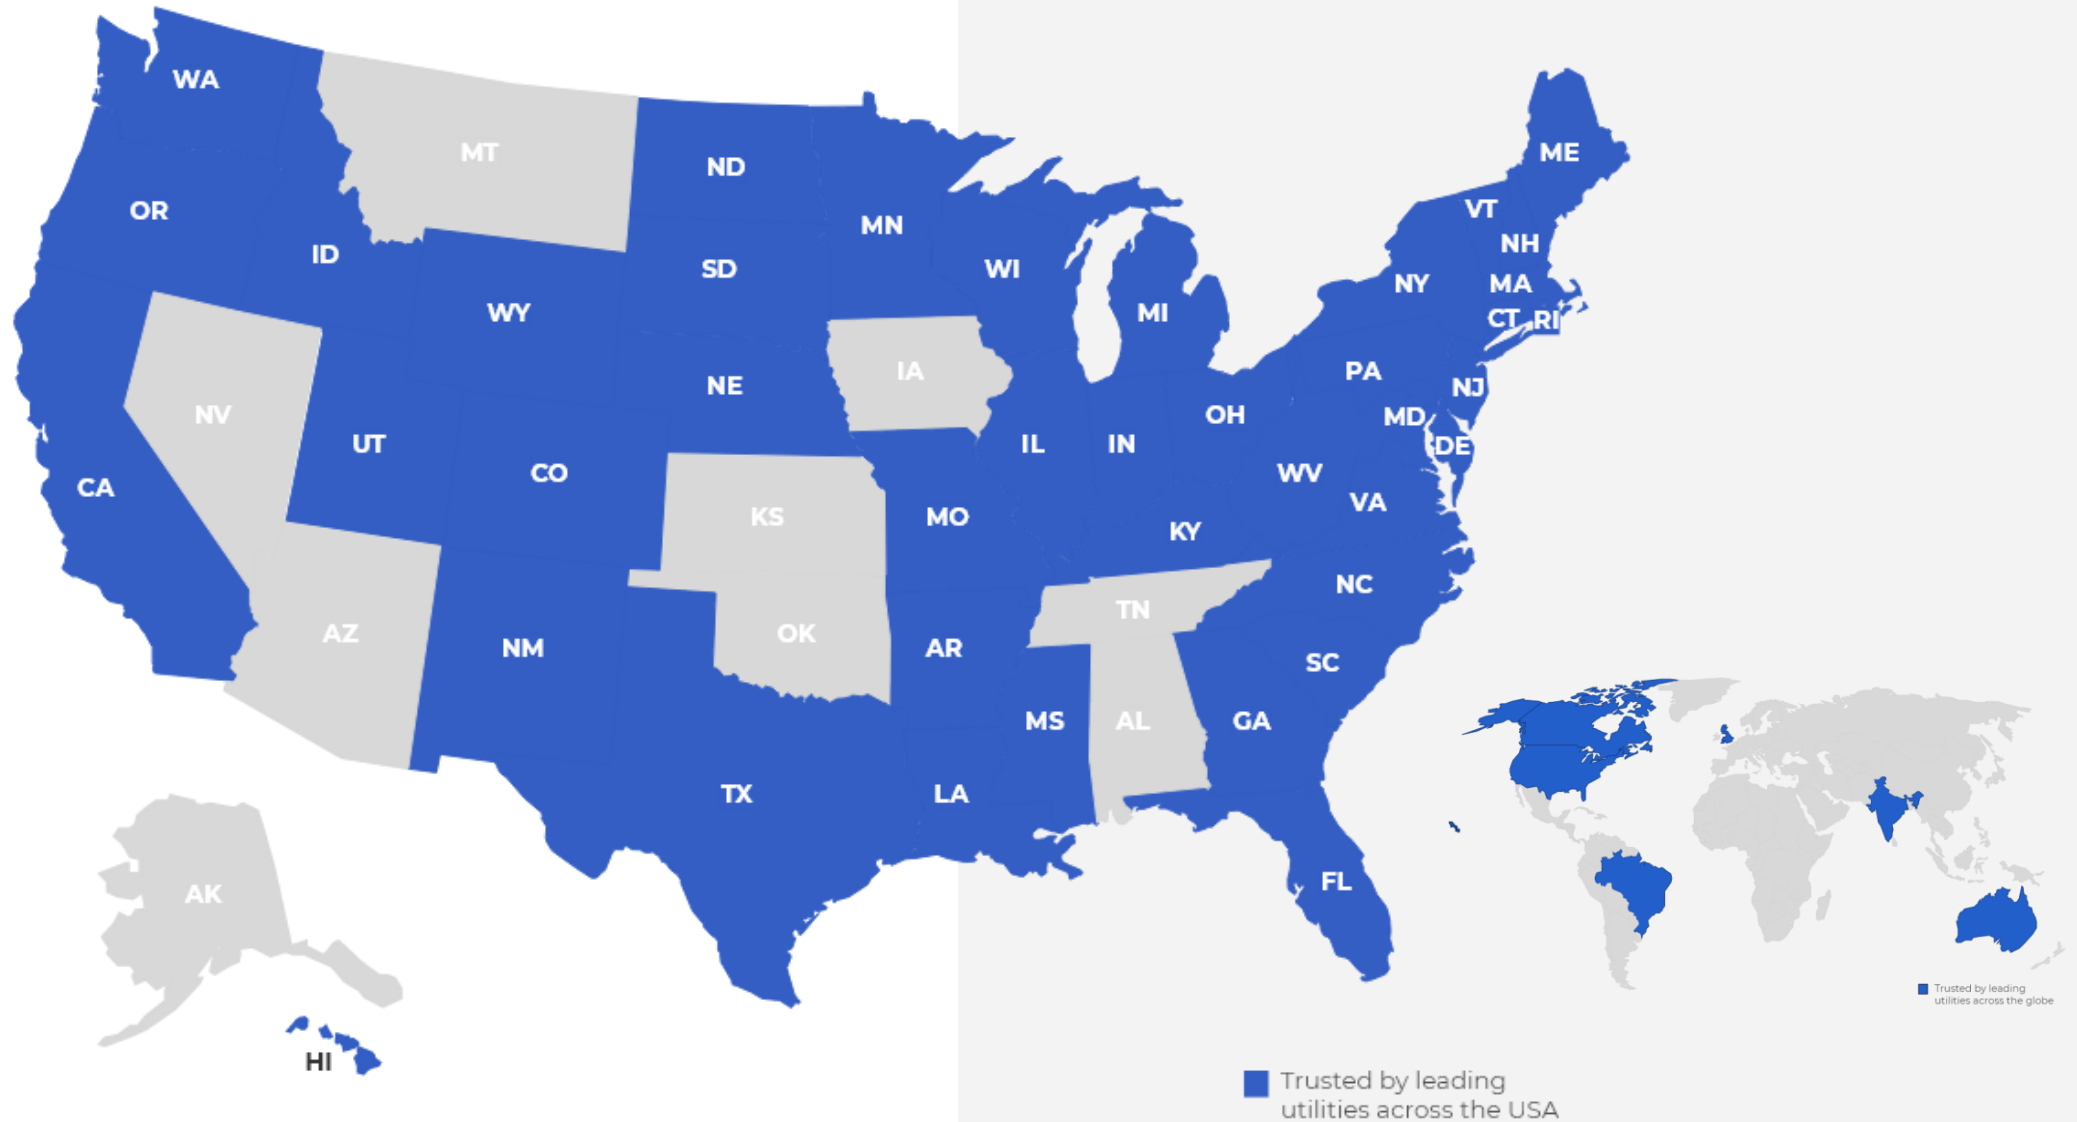 WA
MT
ND
ME
OR
ID
MN
VT
SD
WI
NH
WY
MI
NY
MA
CT
RI
IA
PA
NE
NJ
NV
OH
MD
UT
IL
IN
DE
CO
WV
CA
KS
MO
VA
KY
NC
TN
AZ
OK
NM
AR
SC
MS
AL
GA
TX
LA
FL
AK
HI
Trusted by leading
utilities across the globe
Trusted by leading
utilities across the USA